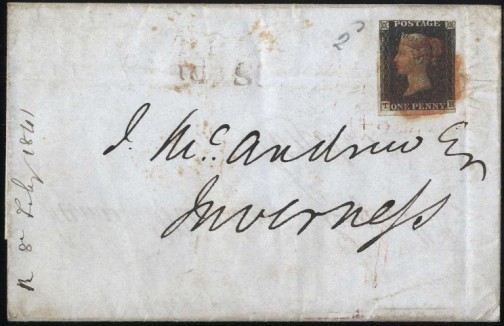 POSTAGE
ONE PENNY
J. McAndrew Esq
Inverness
R 8 Feby 1841